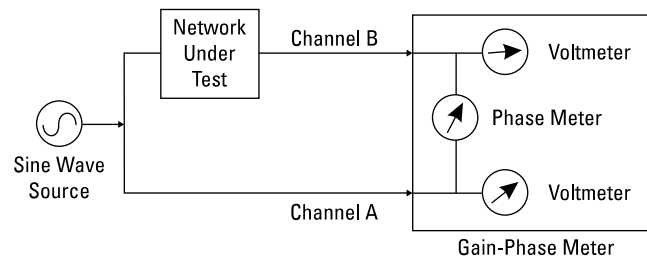 Network
Under
Test
Channel B
Voltmeter
Phase Meter
Sine Wave
Source
Voltmeter
Channel A
Gain-Phase Meter